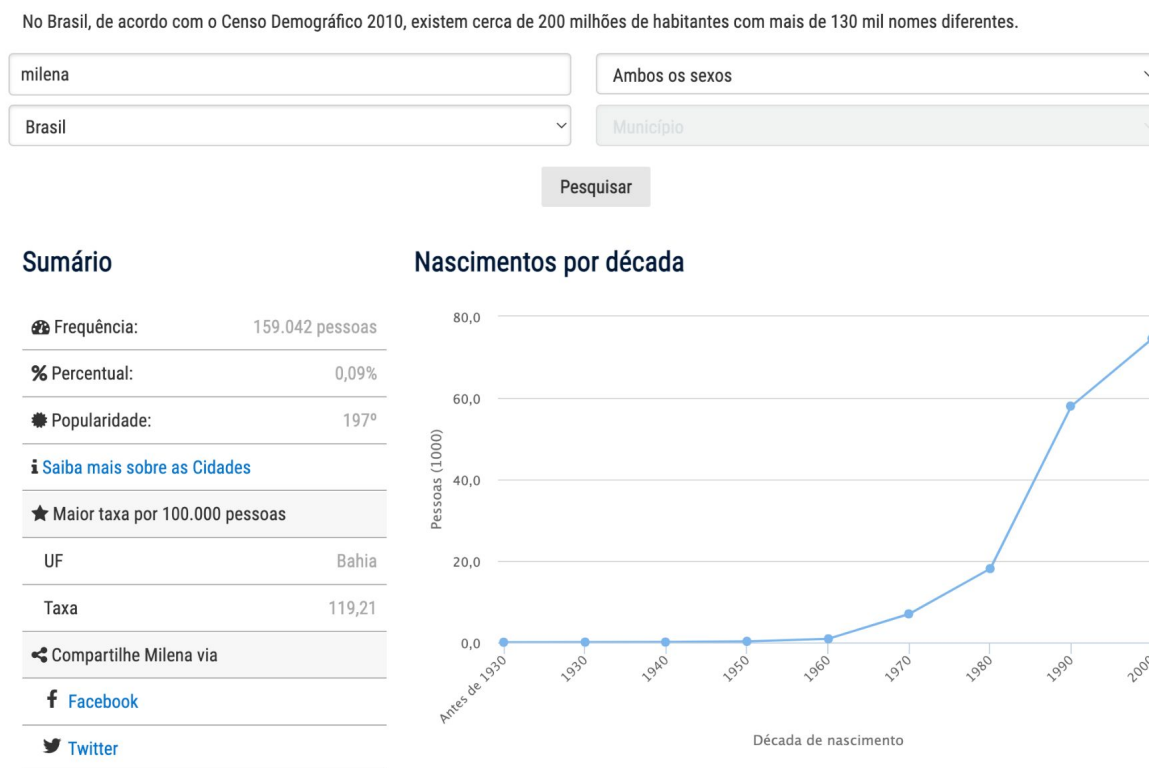 No Brasil, de acordo com o Censo Demográfico 2010, existem cerca de 200 milhões de habitantes com mais de 130 mil nomes diferentes.
milena
Ambos os sexos
Brasil
Município
Pesquisar
Sumário
Frequência: 159.042 pessoas
Percentual: 0,09%
Popularidade: 197º
Saiba mais sobre as Cidades
Maior taxa por 100.000 pessoas
UF Bahia
Taxa 119,21
Compartilhe Milena via
Facebook
Twitter
Nascimentos por década
80,0
60,0
40,0
20,0
0,0
Pessoas (1000)
Antes de 1930 1930 1940 1950 1960 1970 1980 1990 2000
Década de nascimento